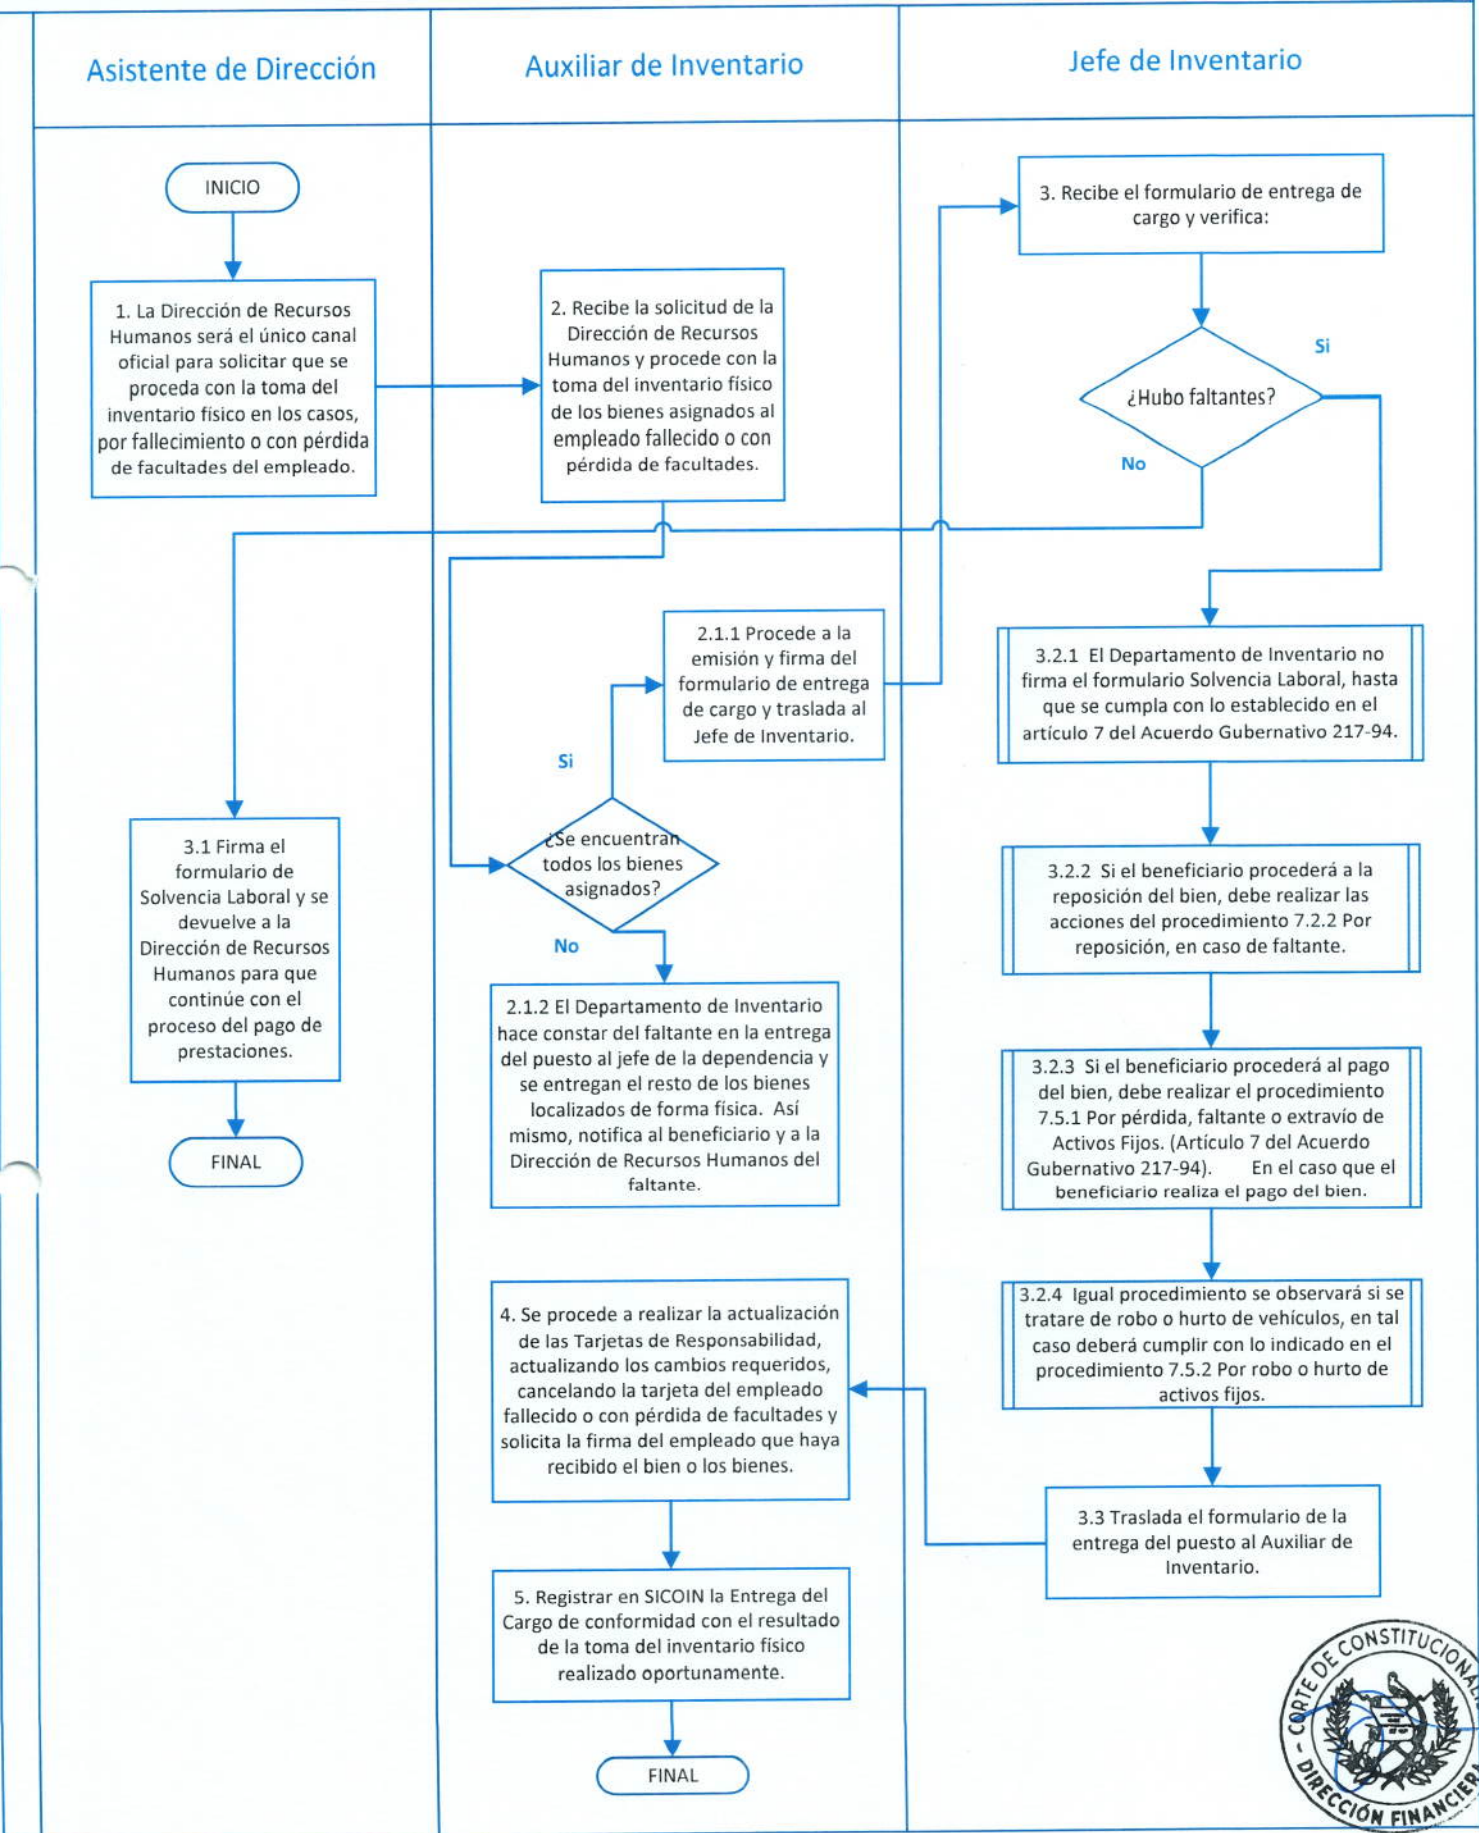 Asistente de Dirección
Auxiliar de Inventario
Jefe de Inventario
INICIO
1. La Dirección de Recursos
Humanos será el único canal
oficial para solicitar que se
proceda con la toma del
inventario físico en los casos,
por fallecimiento o con pérdida
de facultades del empleado.
2. Recibe la solicitud de la
Dirección de Recursos
Humanos y procede con la
toma del inventario físico
de los bienes asignados al
empleado fallecido o con
pérdida de facultades.
3. Recibe el formulario de entrega de
cargo y verifica:
¿Hubo faltantes?
Si
No
2.1.1 Procede a la
emisión y firma del
formulario de entrega
de cargo y traslada al
Jefe de Inventario.
Si
¿Se encuentran
todos los bienes
asignados?
No
2.1.2 El Departamento de Inventario
hace constar del faltante en la entrega
del puesto al jefe de la dependencia y
se entregan el resto de los bienes
localizados de forma física. Así
mismo, notifica al beneficiario y a la
Dirección de Recursos Humanos del
faltante.
3.1 Firma el
formulario de
Solvencia Laboral y se
devuelve a la
Dirección de Recursos
Humanos para que
continúe con el
proceso del pago de
prestaciones.
FINAL
3.2.1 El Departamento de Inventario no
firma el formulario Solvencia Laboral, hasta
que se cumpla con lo establecido en el
artículo 7 del Acuerdo Gubernativo 217-94.
3.2.2 Si el beneficiario procederá a la
reposición del bien, debe realizar las
acciones del procedimiento 7.2.2 Por
reposición, en caso de faltante.
3.2.3 Si el beneficiario procederá al pago
del bien, debe realizar el procedimiento
7.5.1 Por pérdida, faltante o extravío de
Activos Fijos. (Artículo 7 del Acuerdo
Gubernativo 217-94). En el caso que el
beneficiario realiza el pago del bien.
3.2.4 Igual procedimiento se observará si se
tratare de robo o hurto de vehículos, en tal
caso deberá cumplir con lo indicado en el
procedimiento 7.5.2 Por robo o hurto de
activos fijos.
3.3 Traslada el formulario de la
entrega del puesto al Auxiliar de
Inventario.
4. Se procede a realizar la actualización
de las Tarjetas de Responsabilidad,
actualizando los cambios requeridos,
cancelando la tarjeta del empleado
fallecido o con pérdida de facultades y
solicita la firma del empleado que haya
recibido el bien o los bienes.
5. Registrar en SICOIN la Entrega del
Cargo de conformidad con el resultado
de la toma del inventario físico
realizado oportunamente.
FINAL
CORTE DE
DIRECCIÓN FINANCIERA